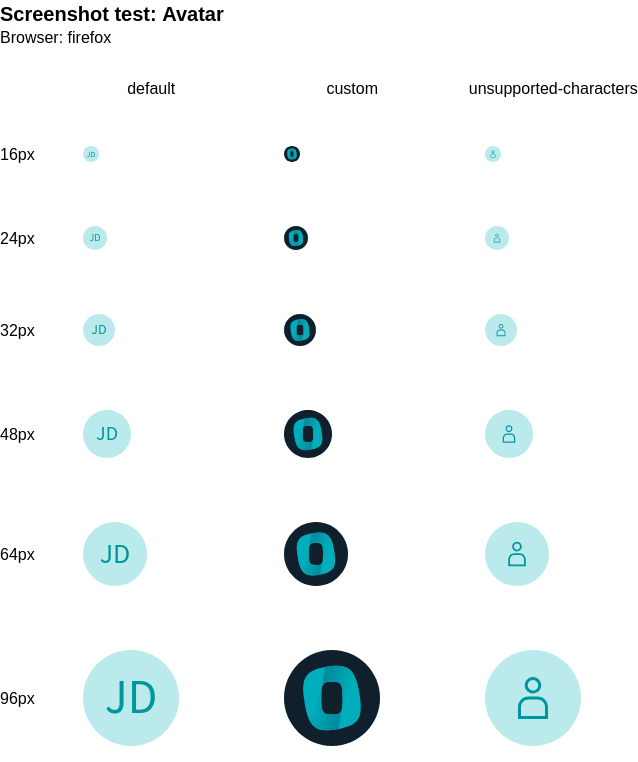 Screenshot test: Avatar
Browser: firefox
default custom unsupported-characters
16px JD
24px JD
32px JD
48px JD
64px JD
96px JD